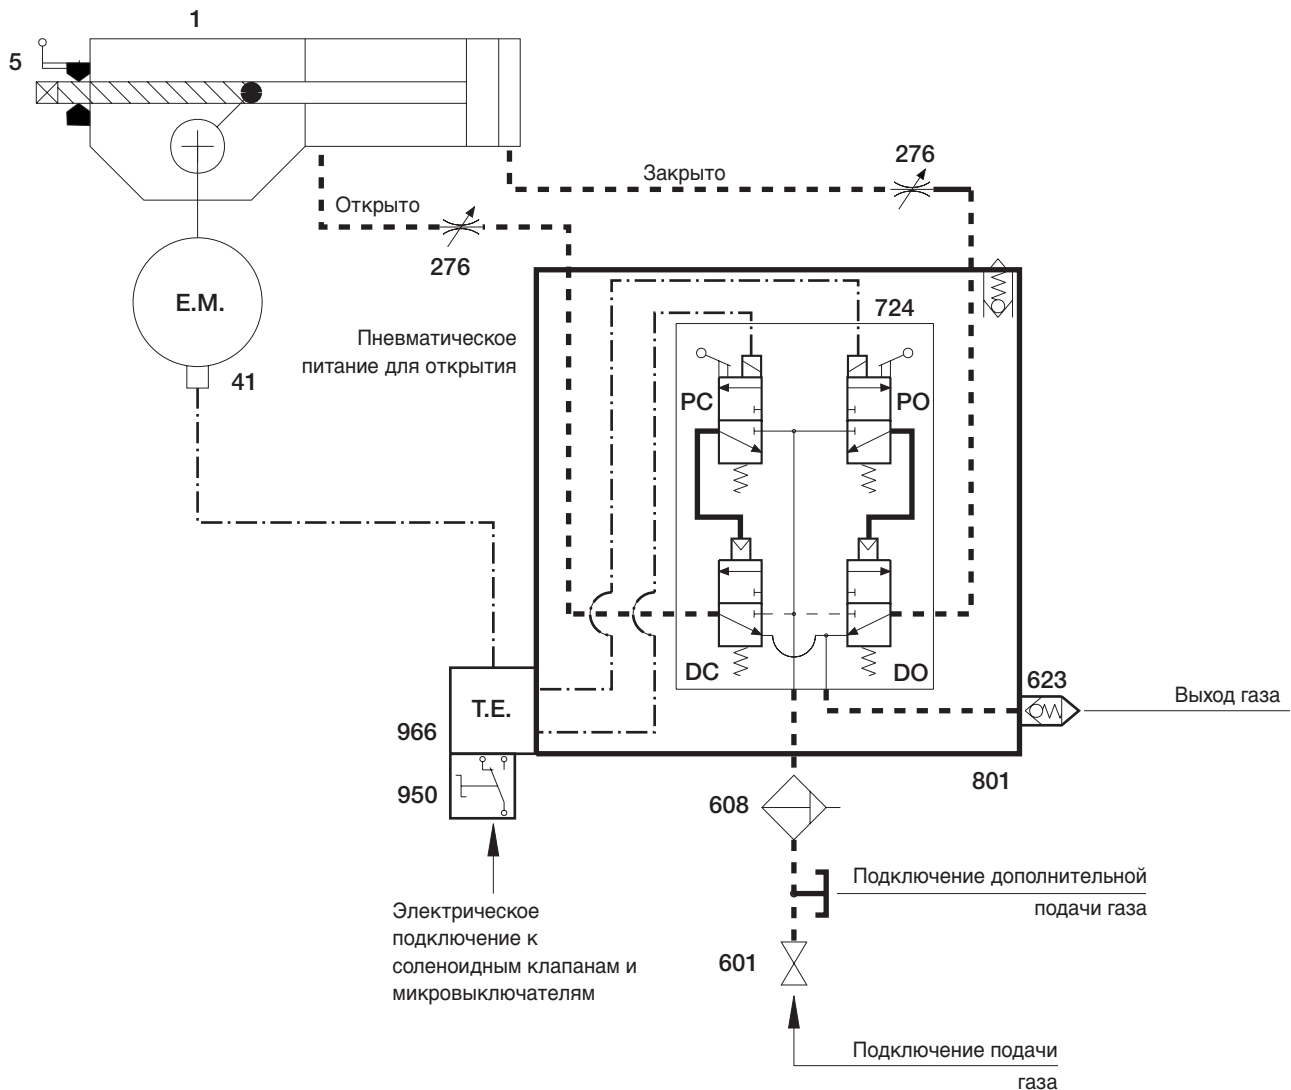 1
5
276
Закрыто
Открыто
276
E.M.
724
Пневматическое
питание для открытия
41
PC
PO
DC
DO
623
Выход газа
T.E.
966
801
950
608
Подключение дополнительной
подачи газа
Электрическое
подключение к
соленоидным клапанам и
микровыключателям
601
Подключение подачи
газа